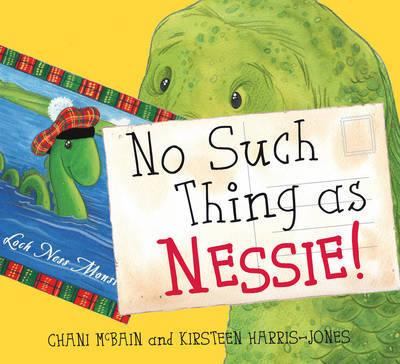 No Such
Thing as
NESSIE!
Loch Ness Monst
CHANI McBAIN and KIRSTEEN HARRIS-JONES